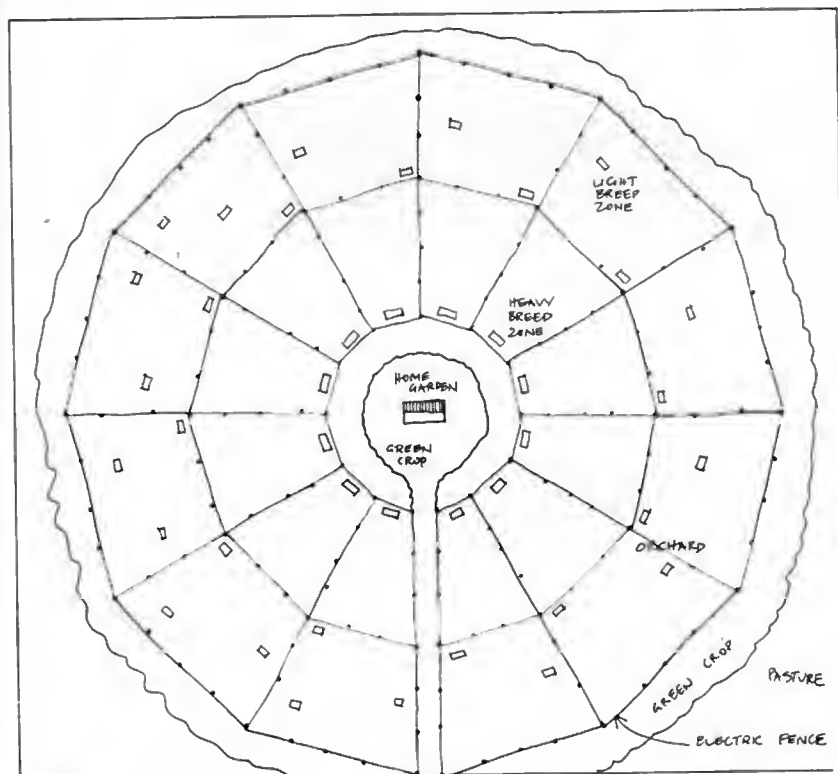 LIGHT
BREED
ZONE
HEAVY
BREED
ZONE
HOME
GARDEN
GREEN
CROP
ORCHARD
GREEN CROP
PASTURE
ELECTRIC FENCE